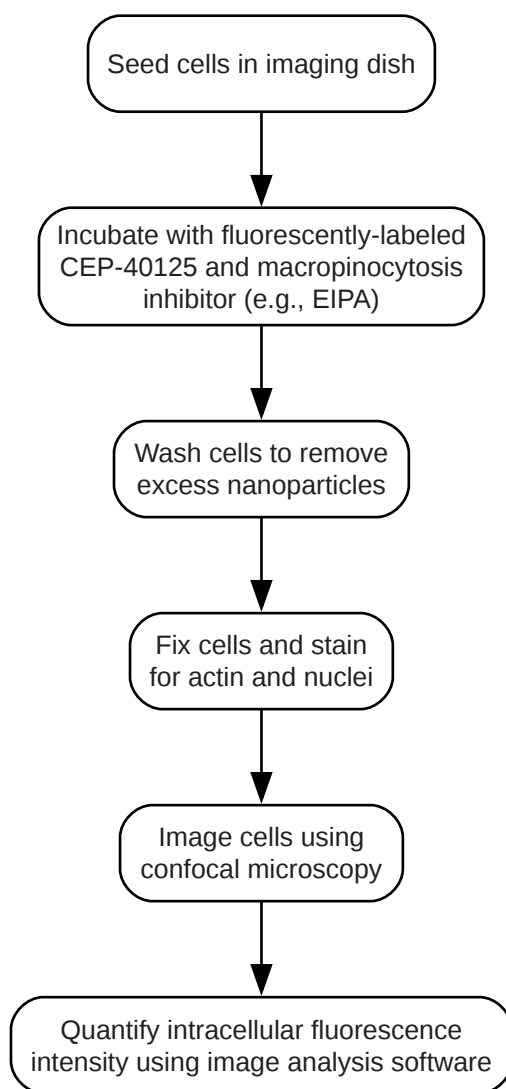 Seed cells in imaging dish
Incubate with fluorescently-labeled
CEP-40125 and macropinocytosis
inhibitor (e.g., EIPA)
Wash cells to remove
excess nanoparticles
Fix cells and stain
for actin and nuclei
Image cells using
confocal microscopy
Quantify intracellular fluorescence
intensity using image analysis software